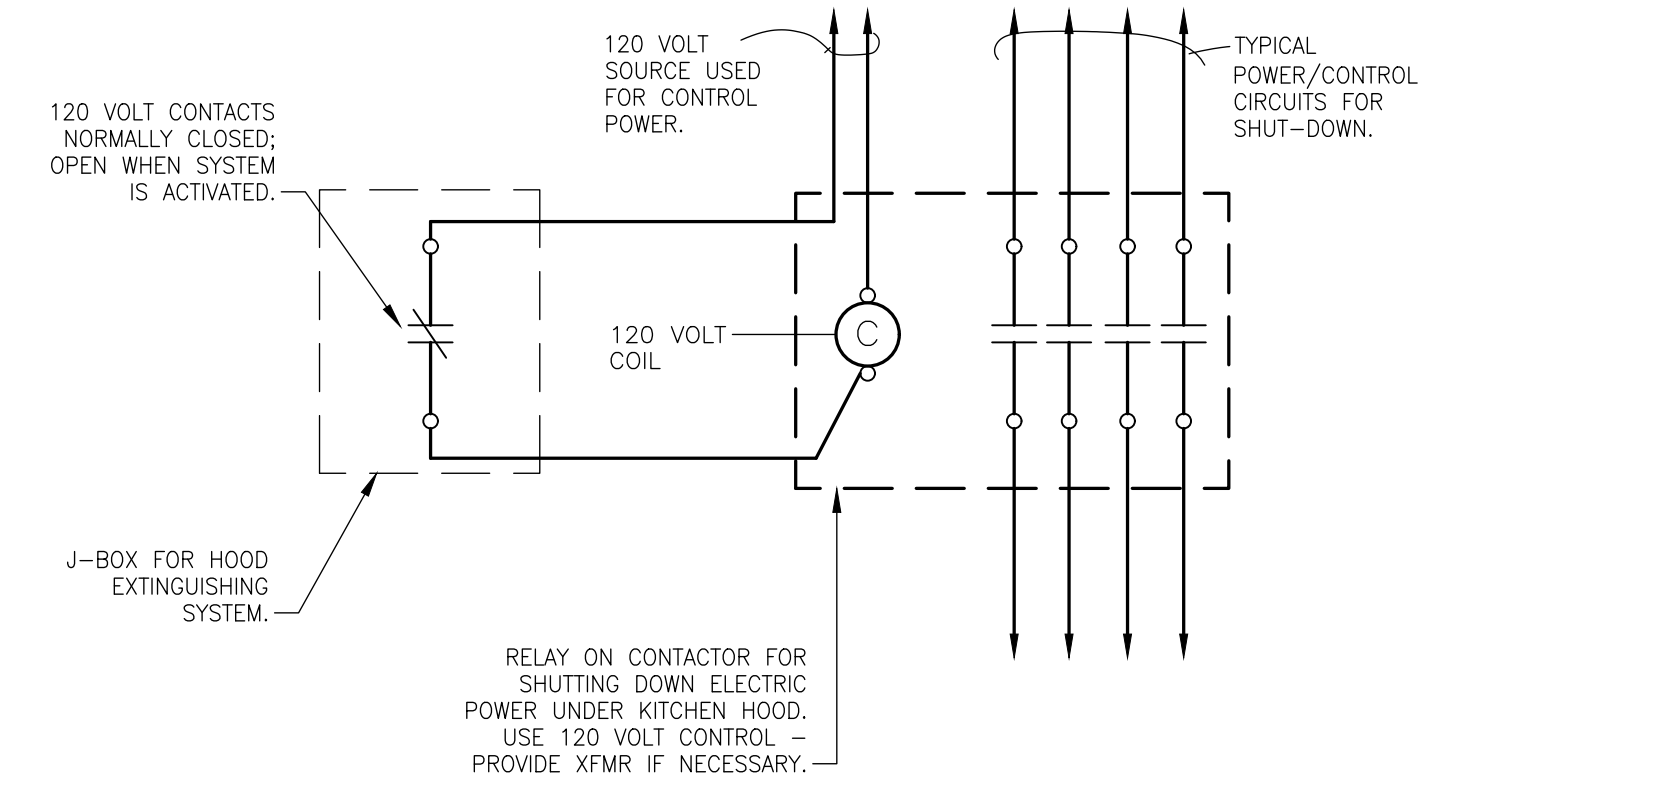 120 VOLT
SOURCE USED
FOR CONTROL
POWER.
TYPICAL
POWER/CONTROL
CIRCUITS FOR
SHUT-DOWN.
120 VOLT CONTACTS
NORMALLY CLOSED;
OPEN WHEN SYSTEM
IS ACTIVATED.
120 VOLT
COIL
C
J-BOX FOR HOOD
EXTINGUISHING
SYSTEM.
RELAY ON CONTACTOR FOR
SHUTTING DOWN ELECTRIC
POWER UNDER KITCHEN HOOD.
USE 120 VOLT CONTROL -
PROVIDE XFMR IF NECESSARY.